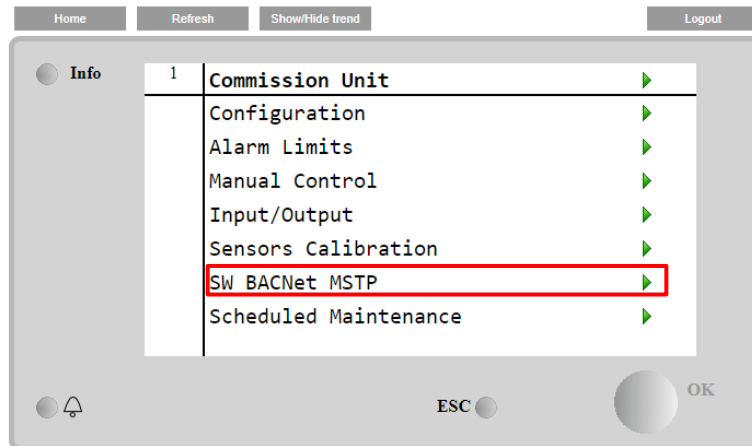 Home Refresh Show/Hide trend Logout
Info
1 Commission Unit
Configuration
Alarm Limits
Manual Control
Input/Output
Sensors Calibration
SW BACNet MSTP
Scheduled Maintenance
ESC OK